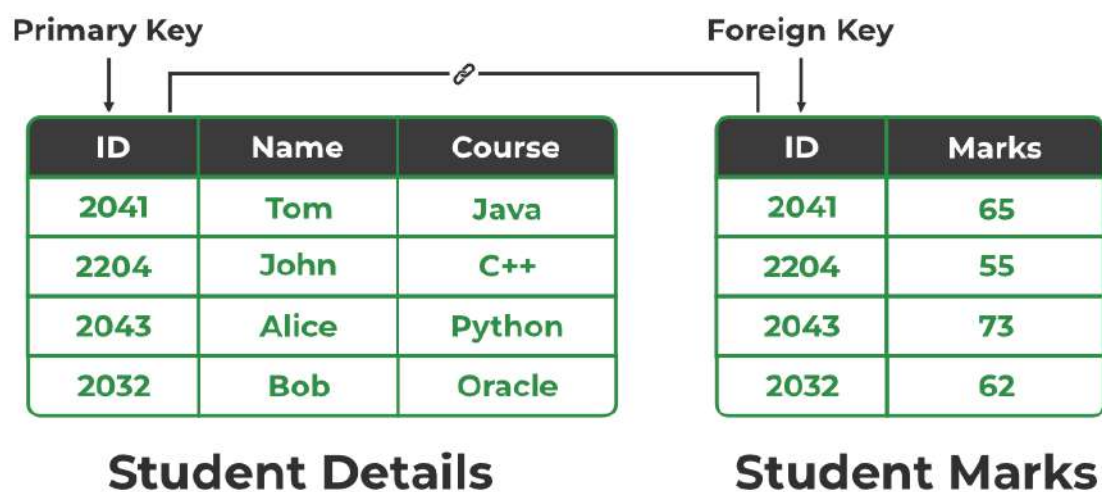 Primary Key
Foreign Key
ID Name Course
2041 Tom Java
2204 John C++
2043 Alice Python
2032 Bob Oracle
Student Details
ID Marks
2041 65
2204 55
2043 73
2032 62
Student Marks